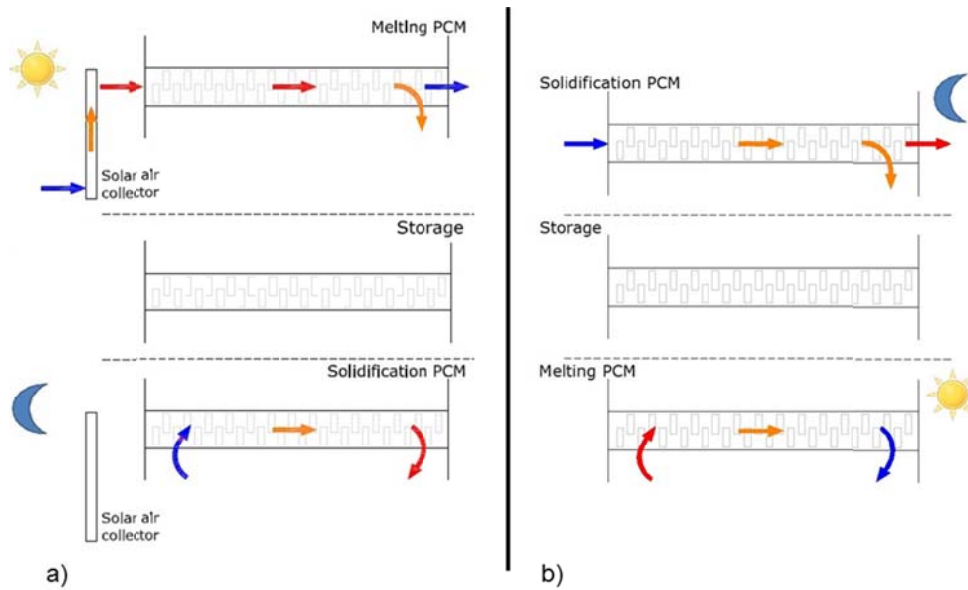 Melting PCM
Solar air
collector
Storage
Solidification PCM
Solar air
collector
a)
Solidification PCM
Storage
Melting PCM
b)